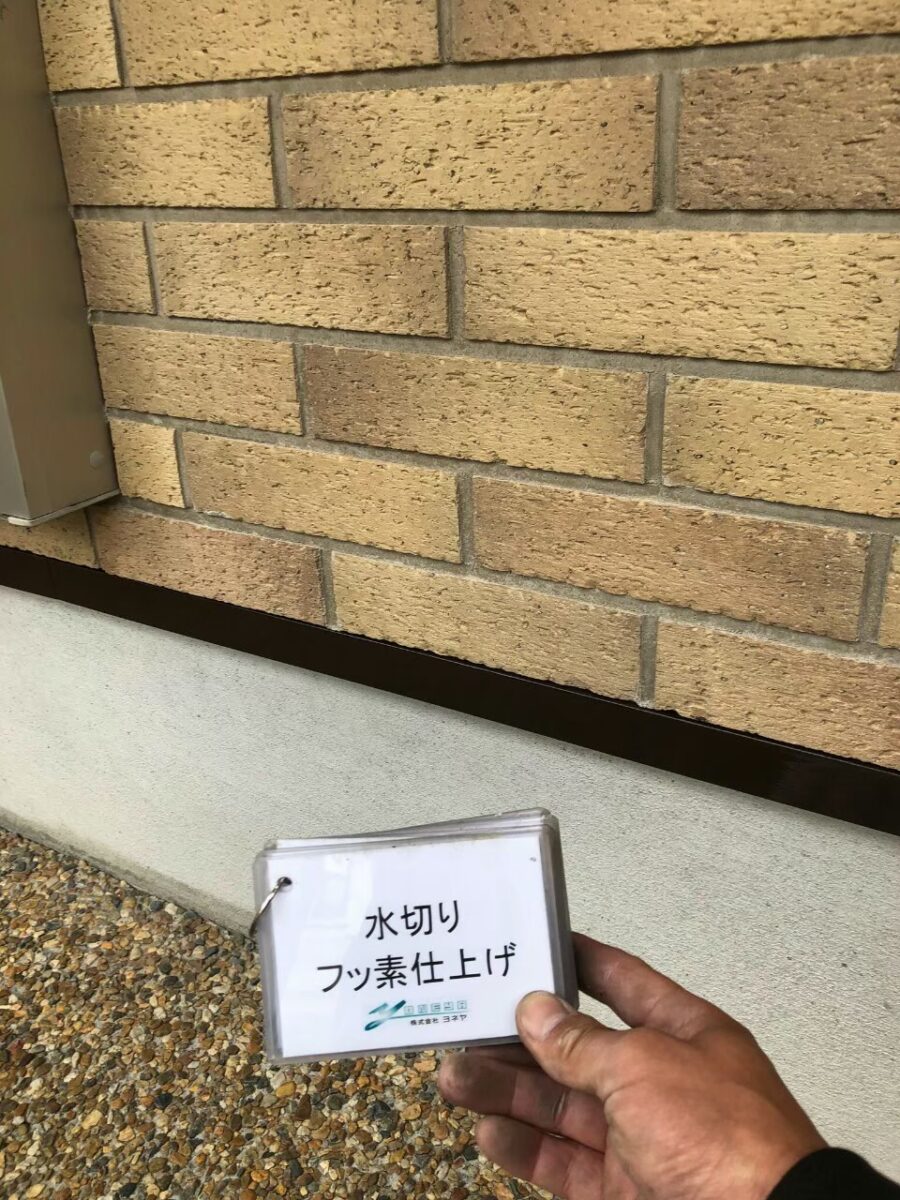 水切り
フッ素仕上げ
株式会社 ヨネヤ